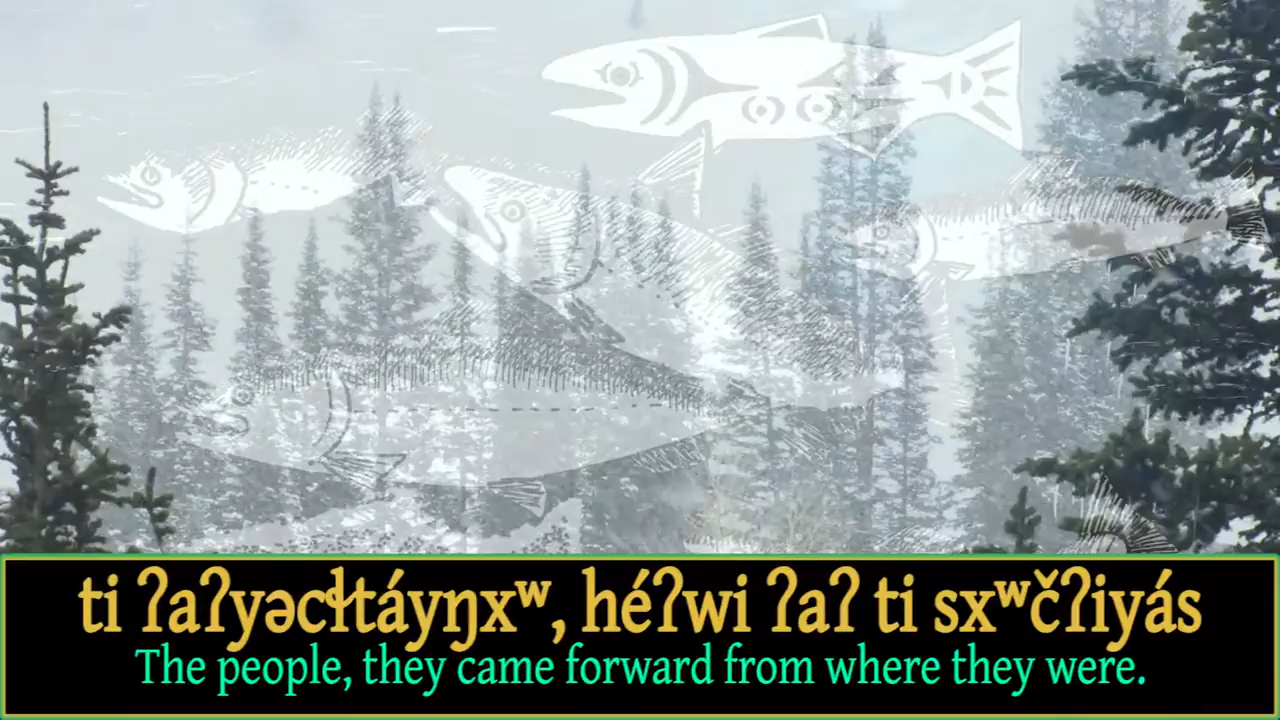 ti ʔaʔyəcɬtáyŋxʷ, héʔwi ʔaʔ ti sxʷčʔiyás
The people, they came forward from where they were.